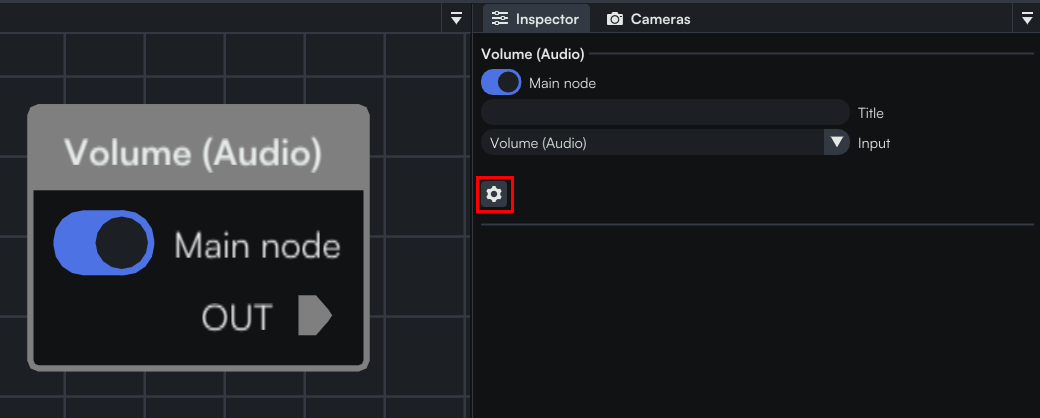 Inspector
Cameras
Volume (Audio)
Main node
Title
Volume (Audio)
Input
Volume (Audio)
Main node
OUT